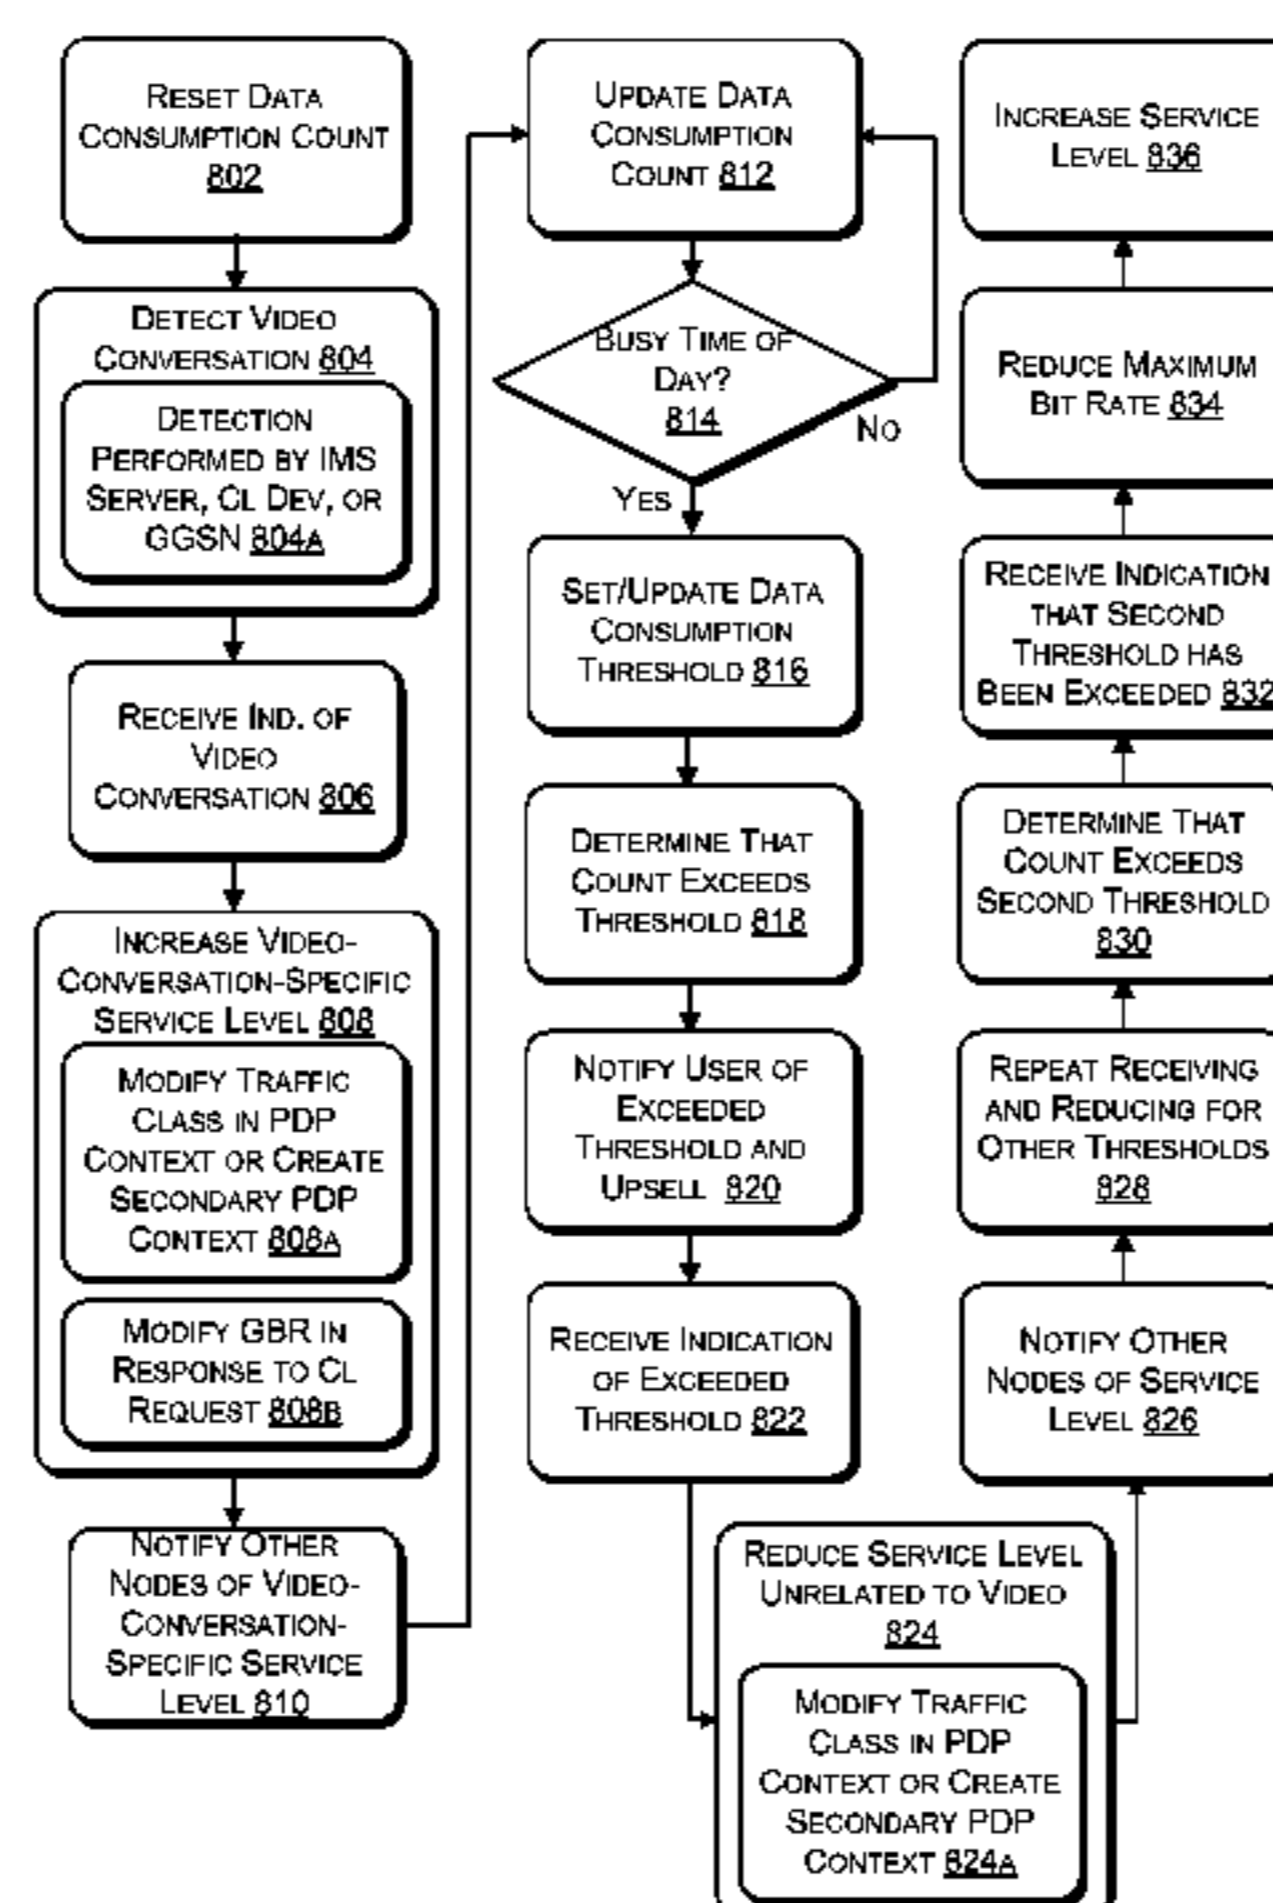 RESET DATA
CONSUMPTION COUNT
802
DETECT VIDEO
CONVERSATION 804
DETECTION
PERFORMED BY IMS
SERVER, CL DEV, OR
GGSN 804A
RECEIVE IND. OF
VIDEO
CONVERSATION 806
INCREASE VIDEO-
CONVERSATION-SPECIFIC
SERVICE LEVEL 808
MODIFY TRAFFIC
CLASS IN PDP
CONTEXT OR CREATE
SECONDARY PDP
CONTEXT 808A
MODIFY GBR IN
RESPONSE TO CL
REQUEST 808B
NOTIFY OTHER
NODES OF VIDEO-
CONVERSATION-
SPECIFIC SERVICE
LEVEL 810
UPDATE DATA
CONSUMPTION
COUNT 812
BUSY TIME OF
DAY?
814
NO
YES
SET/UPDATE DATA
CONSUMPTION
THRESHOLD 816
DETERMINE THAT
COUNT EXCEEDS
THRESHOLD 818
NOTIFY USER OF
EXCEEDED
THRESHOLD AND
UPSELL 820
RECEIVE INDICATION
OF EXCEEDED
THRESHOLD 822
REDUCE SERVICE LEVEL
UNRELATED TO VIDEO
824
MODIFY TRAFFIC
CLASS IN PDP
CONTEXT OR CREATE
SECONDARY PDP
CONTEXT 824A
NOTIFY OTHER
NODES OF SERVICE
LEVEL 826
REPEAT RECEIVING
AND REDUCING FOR
OTHER THRESHOLDS
828
DETERMINE THAT
COUNT EXCEEDS
SECOND THRESHOLD
830
RECEIVE INDICATION
THAT SECOND
THRESHOLD HAS
BEEN EXCEEDED 832
REDUCE MAXIMUM
BIT RATE 834
INCREASE SERVICE
LEVEL 836